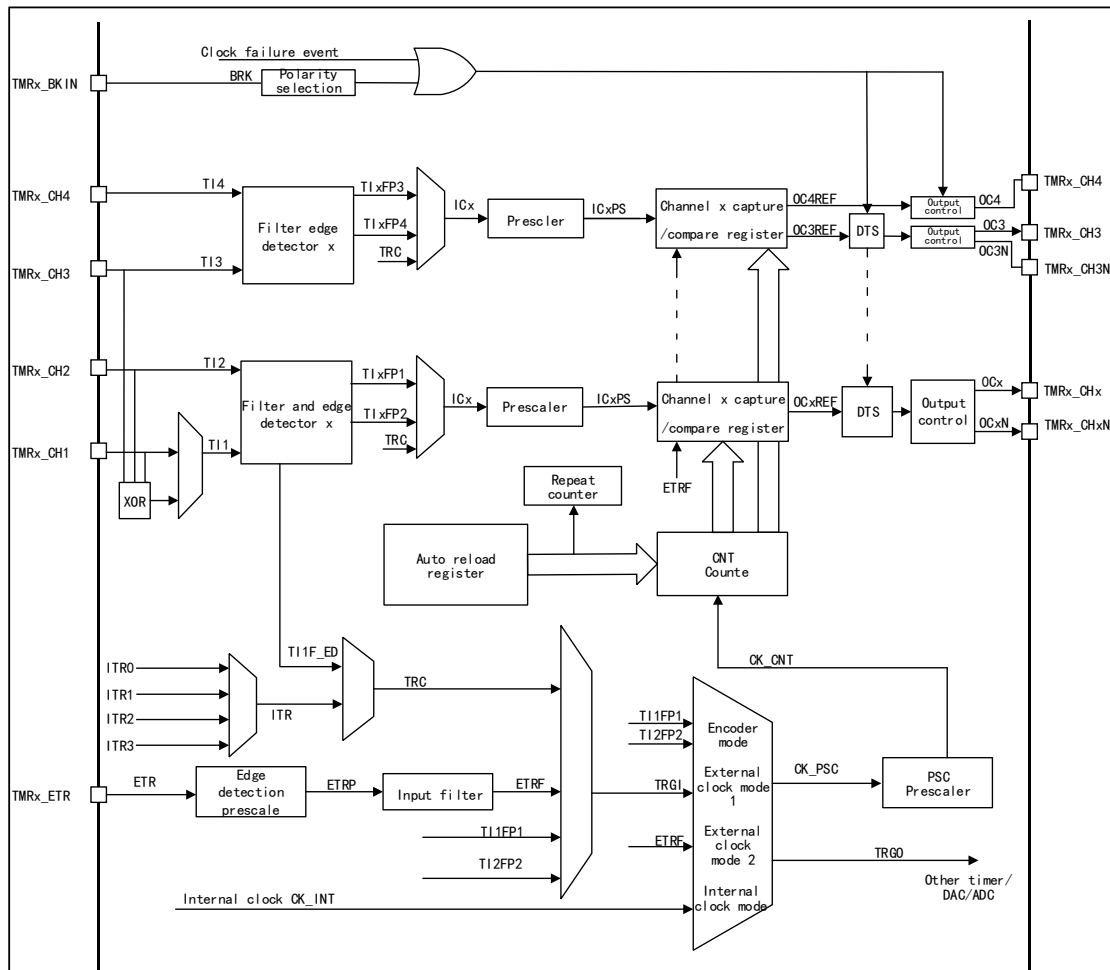 Clock failure event
BRK
Polarity
selection
TMRx_BKIN
TMRx_CH4
TI4
TIxFP3
ICx
Prescler
ICxPS
Channel x capture
/compare register
OC4REF
Output
control
OC4
TMRx_CH4
Filter edge
detector x
TIxFP4
TRC
OC3REF
DTS
Output
control
OC3
TMRx_CH3
OC3N
TMRx_CH3N
TMRx_CH3
TI3
TMRx_CH2
TI2
TIxFP1
ICx
Prescaler
ICxPS
Channel x capture
/compare register
OCxREF
DTS
Output
control
OCx
TMRx_CHx
OCxN
TMRx_CHxN
Filter and edge
detector x
TIxFP2
TRC
TMRx_CH1
TI1
XOR
ETRF
Repeat
counter
Auto reload
register
CNT
Counte
CK_CNT
TI1F_ED
ITR0
ITR1
ITR2
ITR3
ITR
TRC
TI1FP1
TI2FP2
Encoder
mode
TMRx_ETR
ETR
Edge
detection
prescale
ETRP
Input filter
ETRF
TRGI
External
clock mode
1
CK_PSC
PSC
Prescaler
TI1FP1
TI2FP2
ETRF
External
clock
mode 2
TRGO
Other timer/
DAC/ADC
Internal clock CK_INT
Internal
clock mode